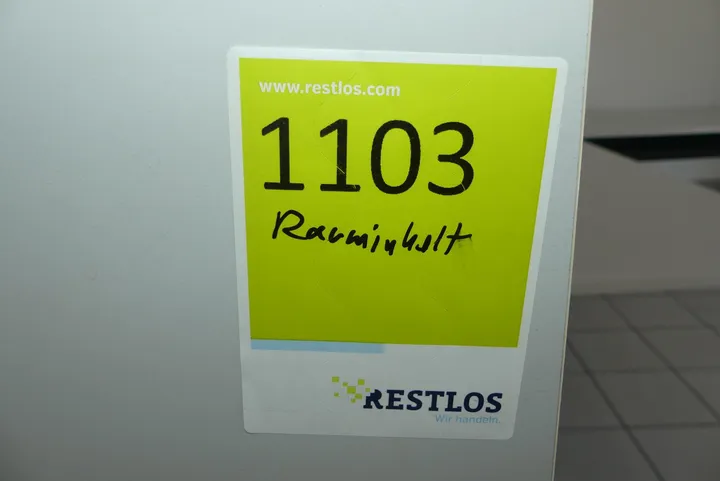 www.restlos.com
1103
Rauminhalt
RESTLOS
Wir handeln.